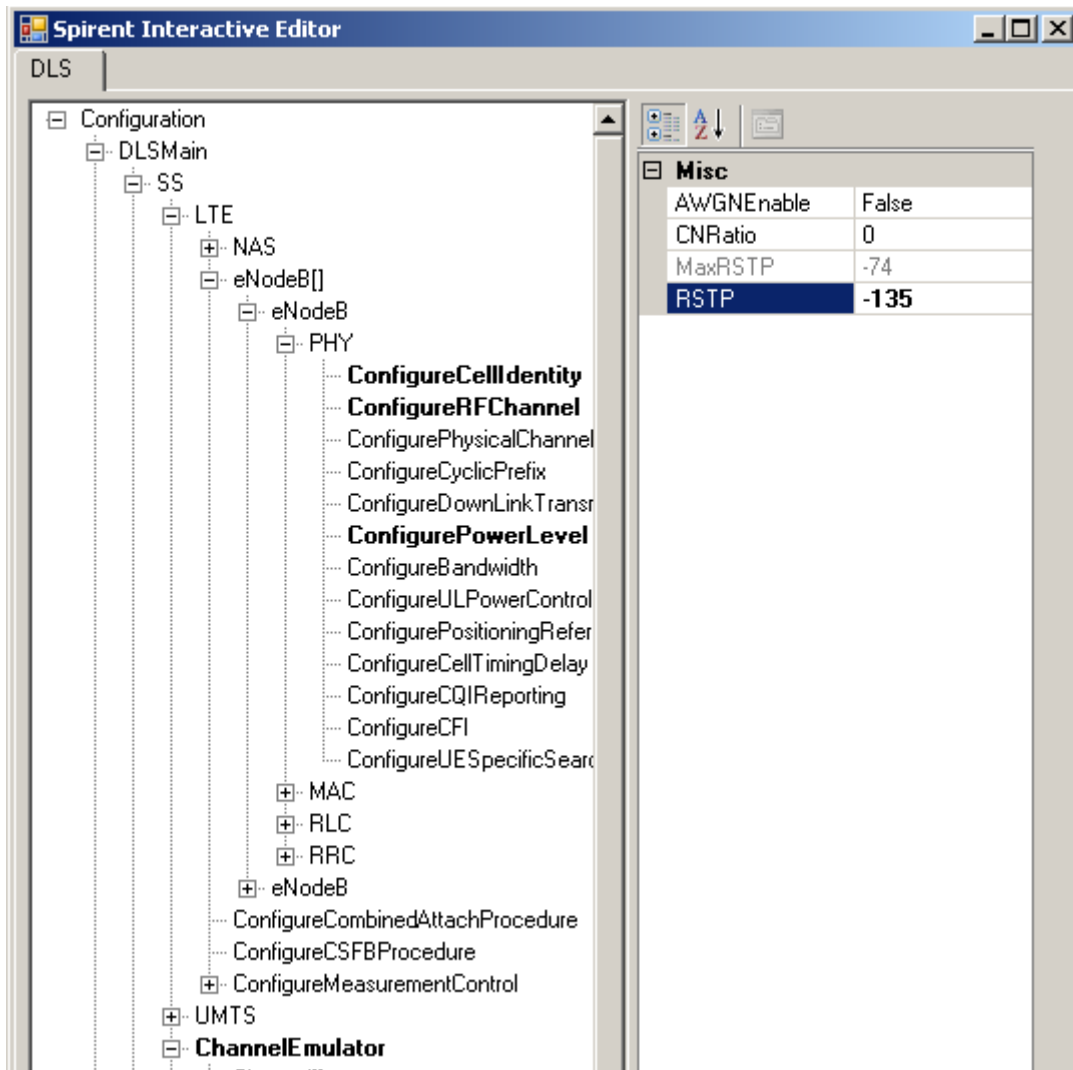 Spirent Interactive Editor
DLS
Configuration
DLSMain
SS
LTE
NAS
eNodeB[]
eNodeB
PHY
ConfigureCellIdentity
ConfigureRFChannel
ConfigurePhysicalChannel
ConfigureCyclicPrefix
ConfigureDownLinkTransm
ConfigurePowerLevel
ConfigureBandwidth
ConfigureULPowerControl
ConfigurePositioningRefer
ConfigureCellTimingDelay
ConfigureCQIReporting
ConfigureCFI
ConfigureUESpecificSearc
MAC
RLC
RRC
eNodeB
ConfigureCombinedAttachProcedure
ConfigureCSFBProcedure
ConfigureMeasurementControl
UMTS
ChannelEmulator
Misc
AWGNEnable False
CNRatio 0
MaxRSTP -74
RSTP -135